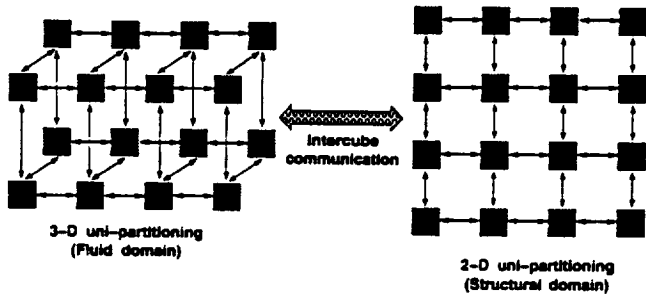 Intercube
communication
3-D uni-partitioning
(Fluid domain)
2-D uni-partitioning
(Structural domain)